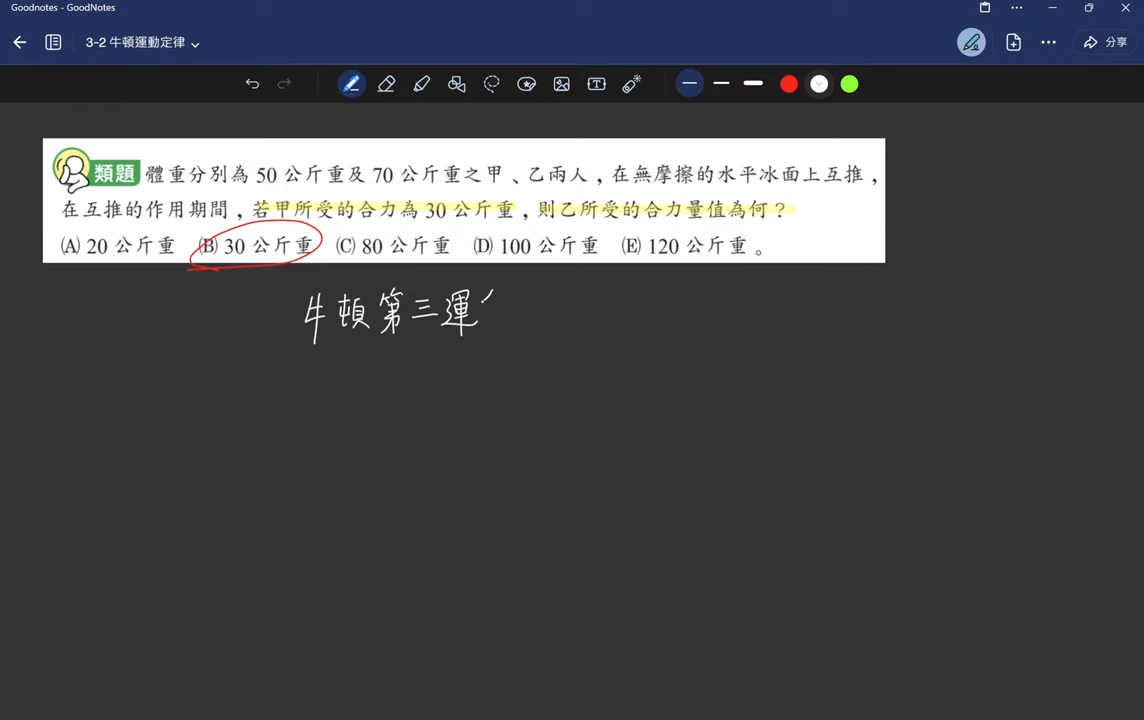 Goodnotes - GoodNotes
3-2 牛頓運動定律
分享
類題 體重分別為 50 公斤重及 70 公斤重之甲、乙兩人，在無摩擦的水平冰面上互推，
在互推的作用期間，若甲所受的合力為 30 公斤重，則乙所受的合力量值為何？
(A) 20 公斤重 (B) 30 公斤重 (C) 80 公斤重 (D) 100 公斤重 (E) 120 公斤重。
牛頓第三運